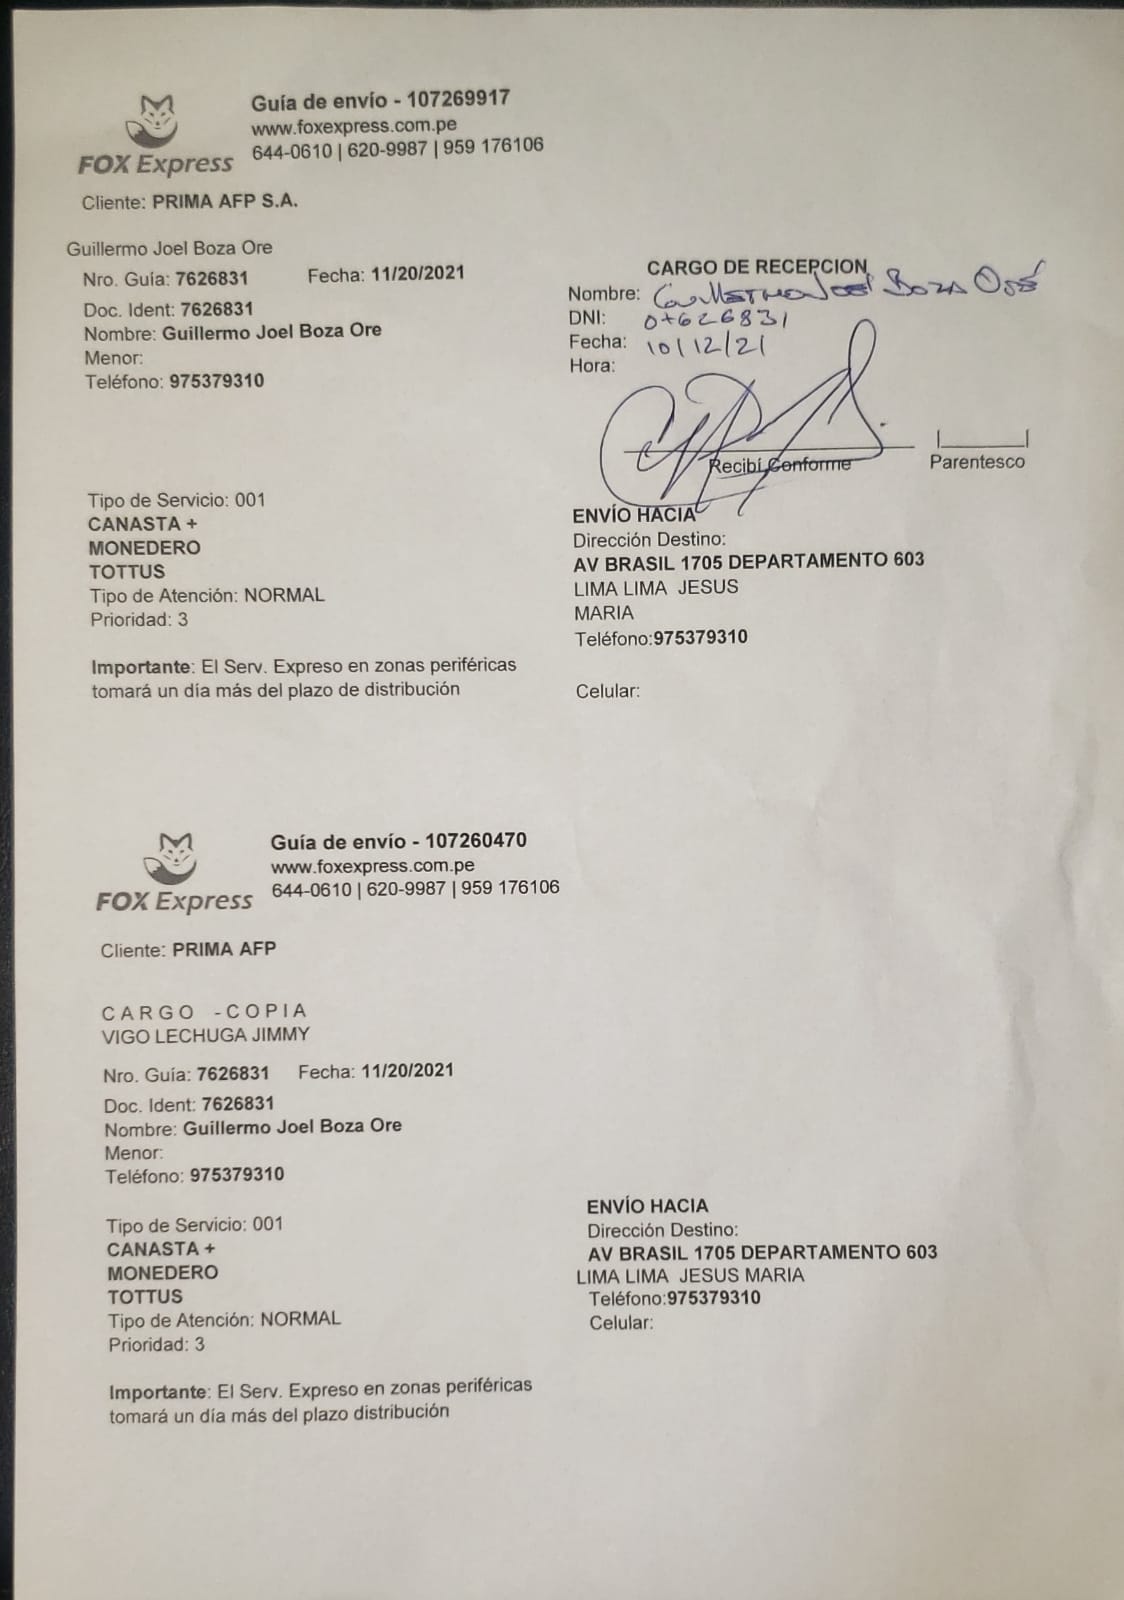 FOX Express
Guía de envío - 107269917
www.foxexpress.com.pe
644-0610 | 620-9987 | 959 176106
Cliente: PRIMA AFP S.A.
Guillermo Joel Boza Ore
Nro. Guía: 7626831 Fecha: 11/20/2021
Doc. Ident: 7626831
Nombre: Guillermo Joel Boza Ore
Menor:
Teléfono: 975379310
CARGO DE RECEPCION
Nombre: Guillermo Joel Boza Oré
DNI: 07626831
Fecha: 10/12/21
Hora:
Recibí Conforme
Parentesco
Tipo de Servicio: 001
CANASTA +
MONEDERO
TOTTUS
Tipo de Atención: NORMAL
Prioridad: 3
Importante: El Serv. Expreso en zonas periféricas
tomará un día más del plazo de distribución
ENVÍO HACIA
Dirección Destino:
AV BRASIL 1705 DEPARTAMENTO 603
LIMA LIMA JESUS
MARIA
Teléfono:975379310
Celular:
FOX Express
Guía de envío - 107260470
www.foxexpress.com.pe
644-0610 | 620-9987 | 959 176106
Cliente: PRIMA AFP
CARGO -COPIA
VIGO LECHUGA JIMMY
Nro. Guía: 7626831 Fecha: 11/20/2021
Doc. Ident: 7626831
Nombre: Guillermo Joel Boza Ore
Menor:
Teléfono: 975379310
Tipo de Servicio: 001
CANASTA +
MONEDERO
TOTTUS
Tipo de Atención: NORMAL
Prioridad: 3
Importante: El Serv. Expreso en zonas periféricas
tomará un día más del plazo distribución
ENVÍO HACIA
Dirección Destino:
AV BRASIL 1705 DEPARTAMENTO 603
LIMA LIMA JESUS MARIA
Teléfono:975379310
Celular: